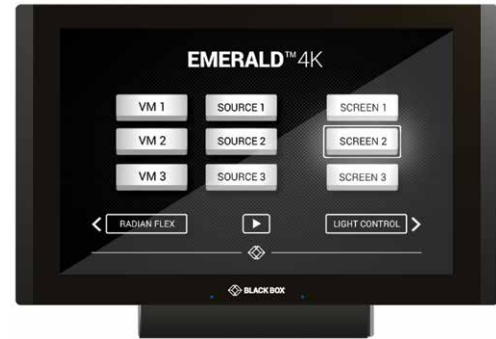 EMERALD™4K
VM 1 SOURCE 1 SCREEN 1
VM 2 SOURCE 2 SCREEN 2
VM 3 SOURCE 3 SCREEN 3
RADIAN FLEX LIGHT CONTROL
BLACK BOX